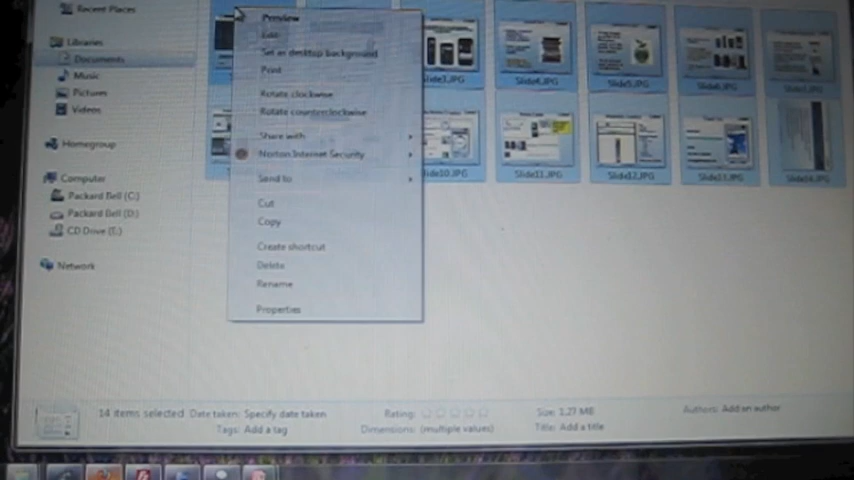 Recent Places
Libraries
Documents
Music
Pictures
Videos
Homegroup
Computer
Packard Bell (C:)
Packard Bell (D:)
CD Drive (E:)
Network
Preview
Edit
Set as desktop background
Print
Rotate clockwise
Rotate counterclockwise
Share with
Norton Internet Security
Send to
Cut
Copy
Create shortcut
Delete
Rename
Properties
Slide3.JPG
Slide4.JPG
Slide5.JPG
Slide6.JPG
Slide10.JPG
Slide11.JPG
Slide12.JPG
Slide13.JPG
Slide14.JPG
14 items selected
Date taken: Specify date taken
Tags: Add a tag
Rating:
Dimensions: (multiple values)
Size: 1,27 MB
Title: Add a title
Authors: Add an author